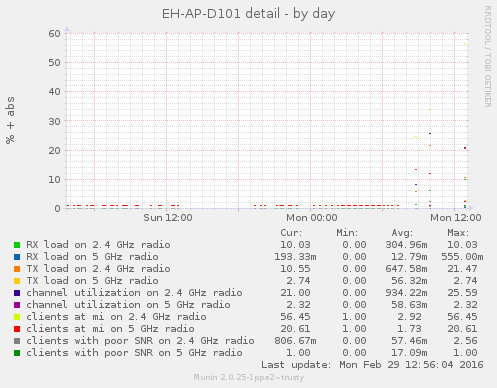 EH-AP-D101 detail - by day
RRDTOOL / TOBI OETIKER
% + abs
60
50
40
30
20
10
0
Sun 12:00 Mon 00:00 Mon 12:00
Cur: Min: Avg: Max:
RX load on 2.4 GHz radio 10.03 0.00 304.96m 10.03
RX load on 5 GHz radio 193.33m 0.00 12.79m 555.00m
TX load on 2.4 GHz radio 10.55 0.00 647.58m 21.47
TX load on 5 GHz radio 2.74 0.00 56.32m 2.74
channel utilization on 2.4 GHz radio 21.00 0.00 934.22m 25.59
channel utilization on 5 GHz radio 2.32 0.00 58.63m 2.32
clients at mi on 2.4 GHz radio 56.45 1.00 2.92 56.45
clients at mi on 5 GHz radio 20.61 1.00 1.73 20.61
clients with poor SNR on 2.4 GHz radio 806.67m 0.00 57.46m 2.56
clients with poor SNR on 5 GHz radio 1.00 0.00 17.09m 1.00
Last update: Mon Feb 29 12:56:04 2016
Munin 2.0.25-1ppa2~trusty